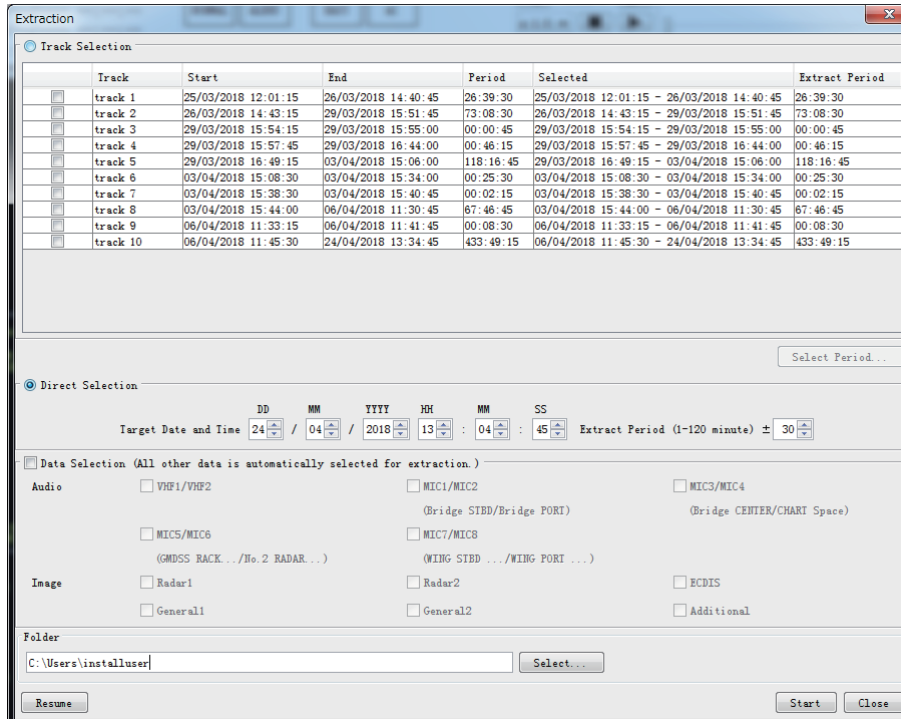 Extraction
Track Selection
Track Start End Period Selected Extract Period
track 1 25/03/2018 12:01:15 26/03/2018 14:40:45 26:39:30 25/03/2018 12:01:15 - 26/03/2018 14:40:45 26:39:30
track 2 26/03/2018 14:43:15 29/03/2018 15:51:45 73:08:30 26/03/2018 14:43:15 - 29/03/2018 15:51:45 73:08:30
track 3 29/03/2018 15:54:15 29/03/2018 15:55:00 00:00:45 29/03/2018 15:54:15 - 29/03/2018 15:55:00 00:00:45
track 4 29/03/2018 15:57:45 29/03/2018 16:44:00 00:46:15 29/03/2018 15:57:45 - 29/03/2018 16:44:00 00:46:15
track 5 29/03/2018 16:49:15 03/04/2018 15:06:00 118:16:45 29/03/2018 16:49:15 - 03/04/2018 15:06:00 118:16:45
track 6 03/04/2018 15:08:30 03/04/2018 15:34:00 00:25:30 03/04/2018 15:08:30 - 03/04/2018 15:34:00 00:25:30
track 7 03/04/2018 15:38:30 03/04/2018 15:40:45 00:02:15 03/04/2018 15:38:30 - 03/04/2018 15:40:45 00:02:15
track 8 03/04/2018 15:44:00 06/04/2018 11:30:45 67:46:45 03/04/2018 15:44:00 - 06/04/2018 11:30:45 67:46:45
track 9 06/04/2018 11:33:15 06/04/2018 11:41:45 00:08:30 06/04/2018 11:33:15 - 06/04/2018 11:41:45 00:08:30
track 10 06/04/2018 11:45:30 24/04/2018 13:34:45 433:49:15 06/04/2018 11:45:30 - 24/04/2018 13:34:45 433:49:15
Select Period...
Direct Selection
DD MM YYYY HH MM SS
Target Date and Time 24 / 04 / 2018 13 : 04 : 45 Extract Period (1-120 minute) ± 30
Data Selection (All other data is automatically selected for extraction.)
Audio VHF1/VHF2 MIC1/MIC2 MIC3/MIC4
(Bridge STBD/Bridge PORT) (Bridge CENTER/CHART Space)
MIC5/MIC6 MIC7/MIC8
(GMDSS RACK.../No.2 RADAR...) (WING STBD .../WING PORT ...)
Image Radar1 Radar2 ECDIS
General1 General2 Additional
Folder
C:\Users\installuser Select...
Resume Start Close